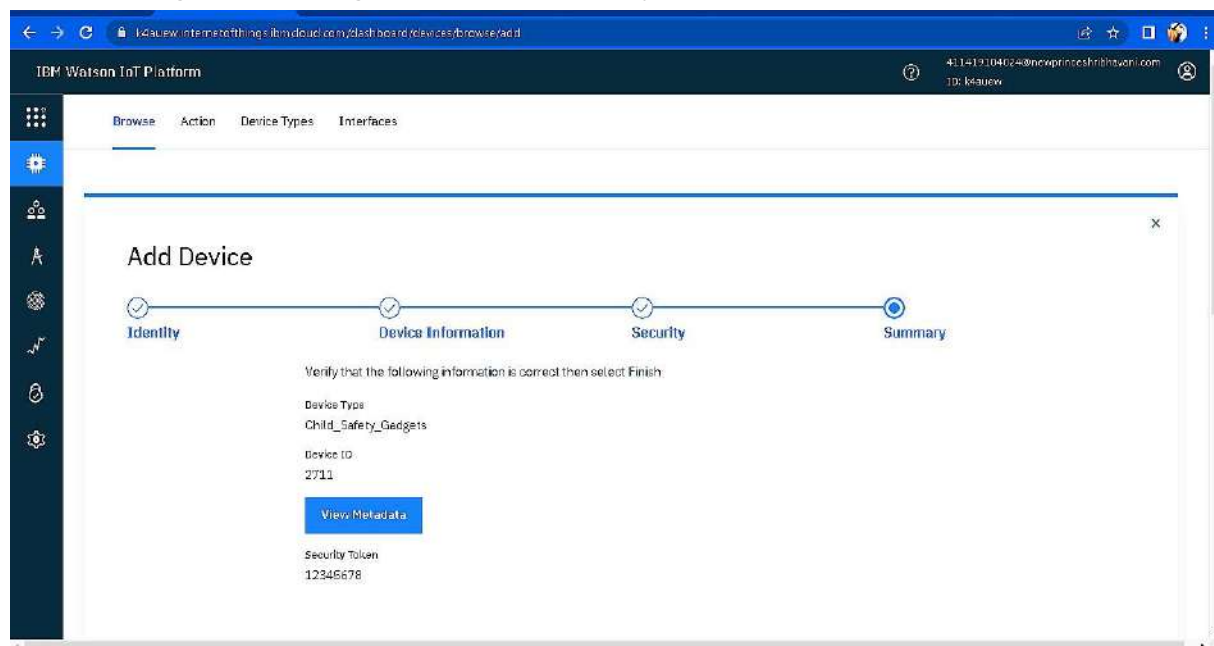 k4auew.internetofthings.ibmcloud.com/dashboard/devices/browse/add
IBM Watson IoT Platform
411419104024@newprinceshribhavani.com
ID: k4auew
Browse Action Device Types Interfaces
Add Device
Identity Device Information Security Summary
Verify that the following information is correct then select Finish
Device Type
Child_Safety_Gadgets
Device ID
2711
View Metadata
Security Token
12345678